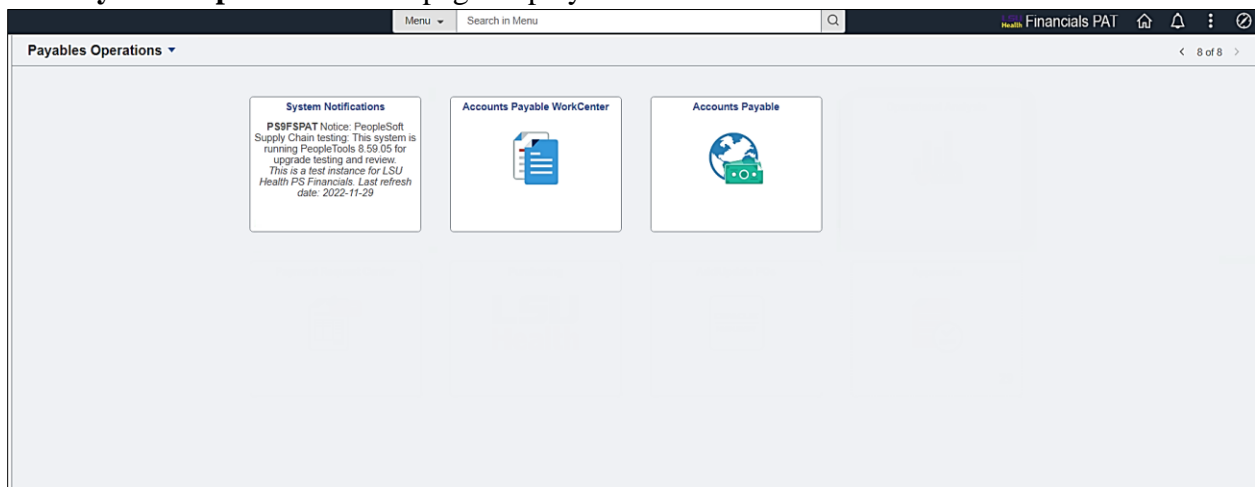 Menu
Search in Menu
Health Financials PAT
Payables Operations
8 of 8
System Notifications
PS9FSPAT Notice: PeopleSoft
Supply Chain testing: This system is
running PeopleTools 8.59.05 for
upgrade testing and review.
This is a test instance for LSU
Health PS Financials. Last refresh
date: 2022-11-29
Accounts Payable WorkCenter
Accounts Payable